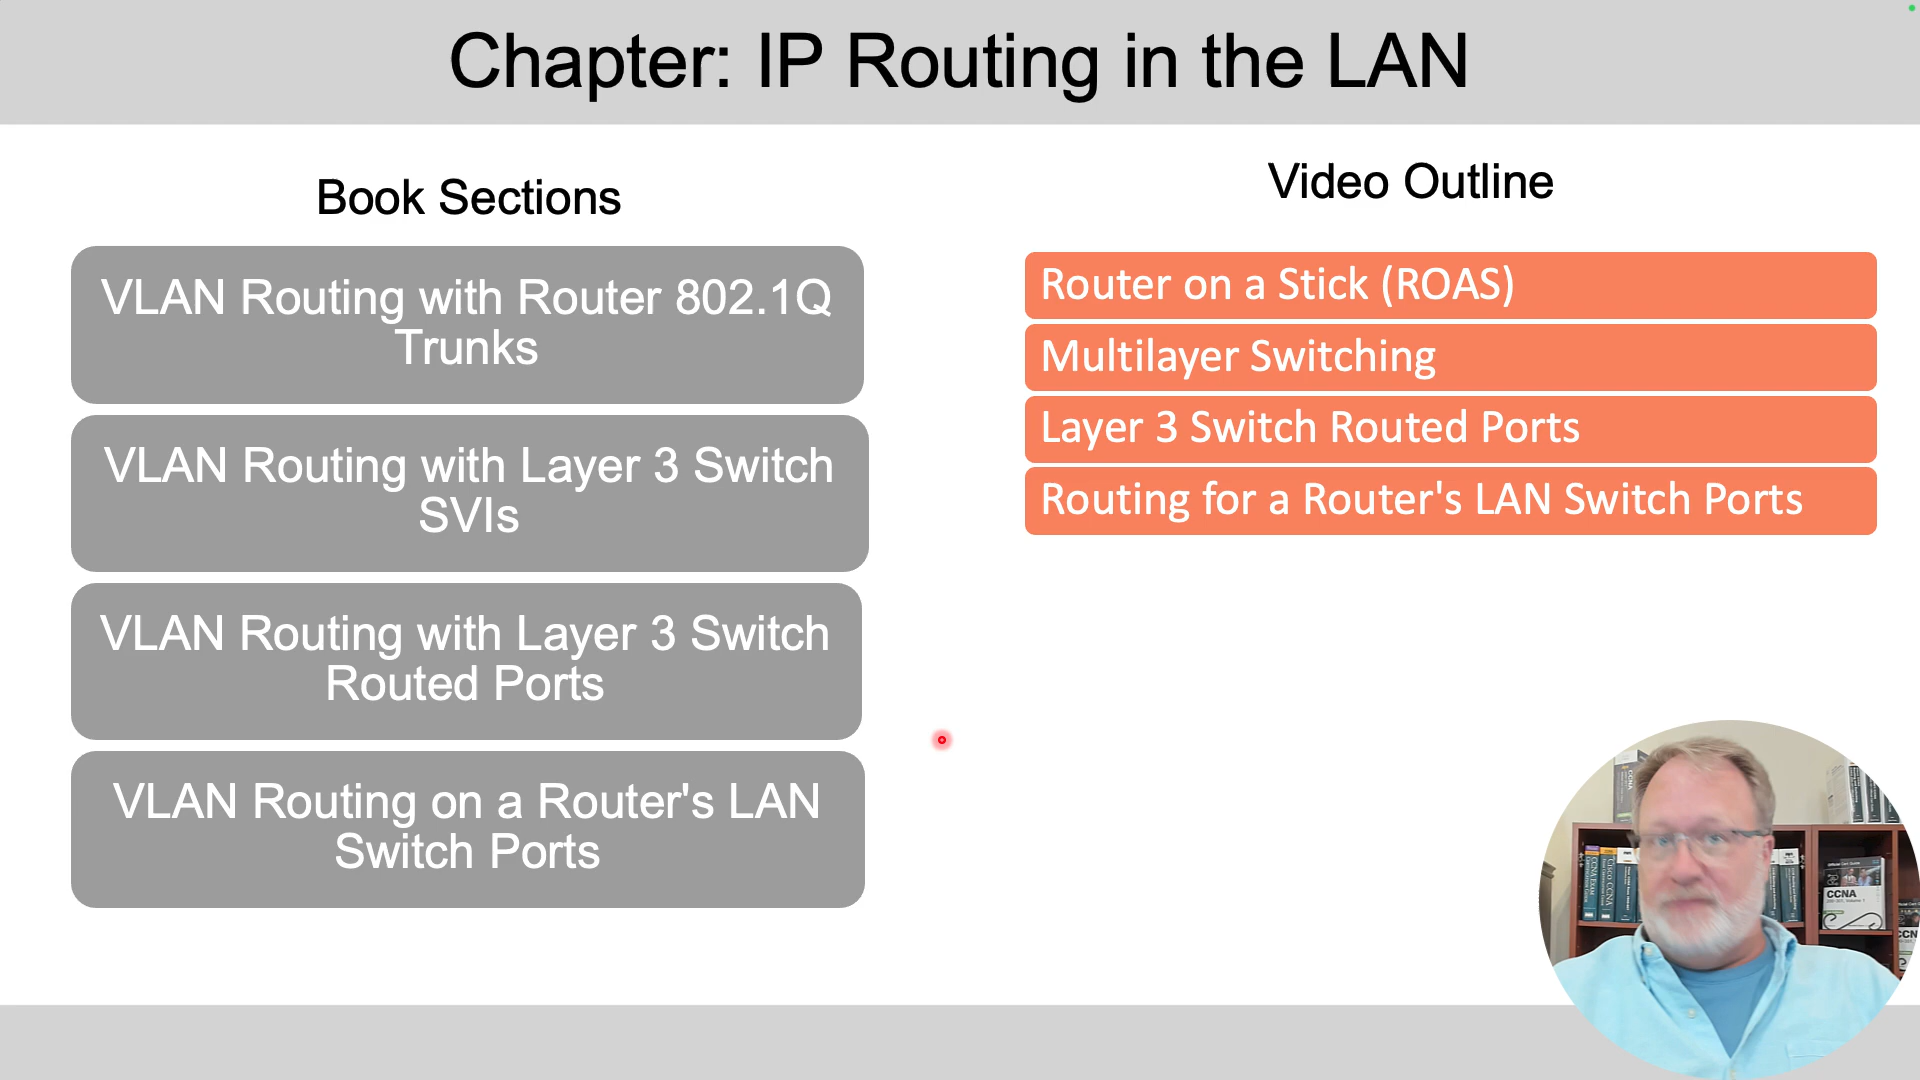 Chapter: IP Routing in the LAN
Book Sections
VLAN Routing with Router 802.1Q
Trunks
VLAN Routing with Layer 3 Switch
SVIs
VLAN Routing with Layer 3 Switch
Routed Ports
VLAN Routing on a Router's LAN
Switch Ports
Video Outline
Router on a Stick (ROAS)
Multilayer Switching
Layer 3 Switch Routed Ports
Routing for a Router's LAN Switch Ports
CCNA